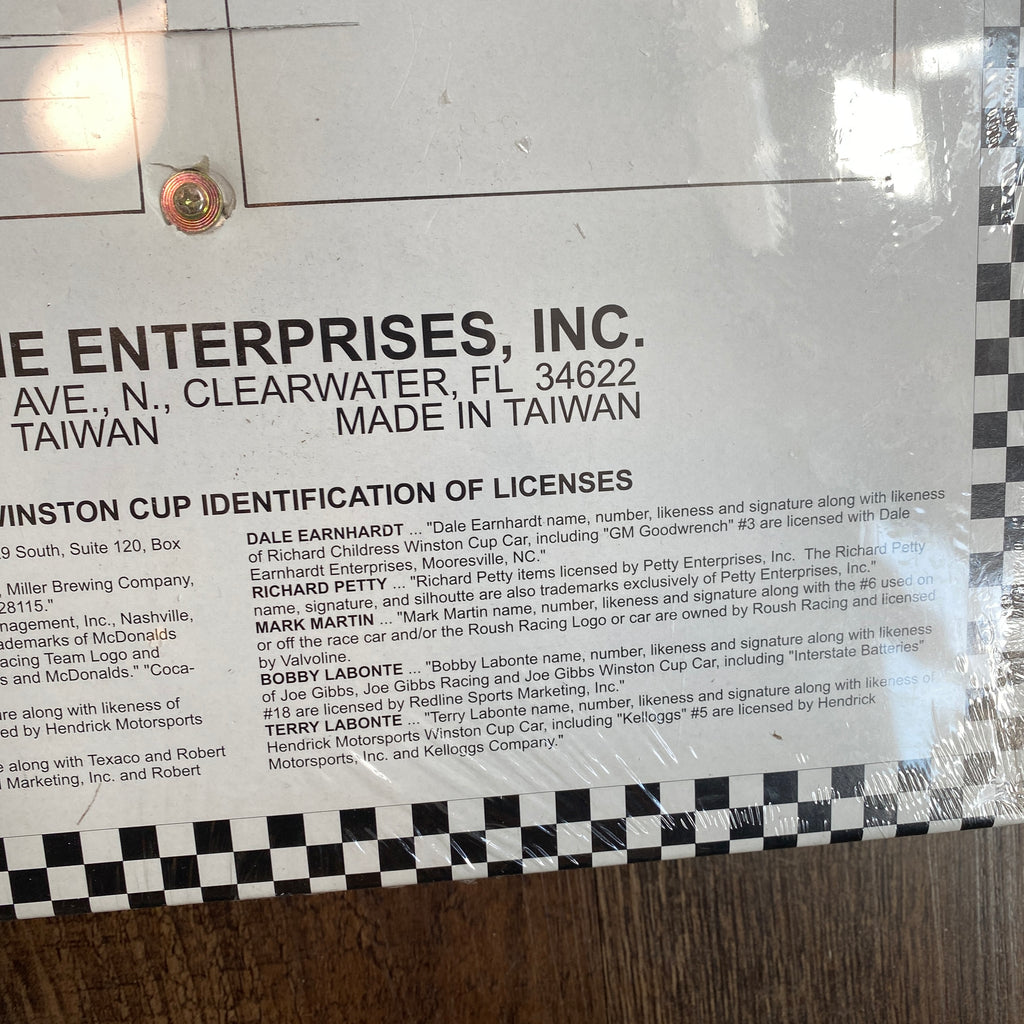 ENTERPRISES, INC.
AVE., N., CLEARWATER, FL 34622
TAIWAN MADE IN TAIWAN
WINSTON CUP IDENTIFICATION OF LICENSES
9 South, Suite 120, Box
, Miller Brewing Company,
28115."
nagement, Inc., Nashville,
ademarks of McDonalds
acing Team Logo and
s and McDonalds." "Coca-
re along with likeness of
ed by Hendrick Motorsports
e along with Texaco and Robert
Marketing, Inc. and Robert
DALE EARNHARDT ... "Dale Earnhardt name, number, likeness and signature along with likeness
of Richard Childress Winston Cup Car, including "GM Goodwrench" #3 are licensed with Dale
Earnhardt Enterprises, Mooresville, NC."
RICHARD PETTY ... "Richard Petty items licensed by Petty Enterprises, Inc. The Richard Petty
name, signature, and silhoutte are also trademarks exclusively of Petty Enterprises, Inc."
MARK MARTIN ... "Mark Martin name, number, likeness and signature along with the #6 used on
or off the race car and/or the Roush Racing Logo or car are owned by Roush Racing and licensed
by Valvoline.
BOBBY LABONTE ... "Bobby Labonte name, number, likeness and signature along with likeness
of Joe Gibbs, Joe Gibbs Racing and Joe Gibbs Winston Cup Car, including "Interstate Batteries"
#18 are licensed by Redline Sports Marketing, Inc."
TERRY LABONTE ... "Terry Labonte name, number, likeness and signature along with likeness of
Hendrick Motorsports Winston Cup Car, including "Kelloggs" #5 are licensed by Hendrick
Motorsports, Inc. and Kelloggs Company."